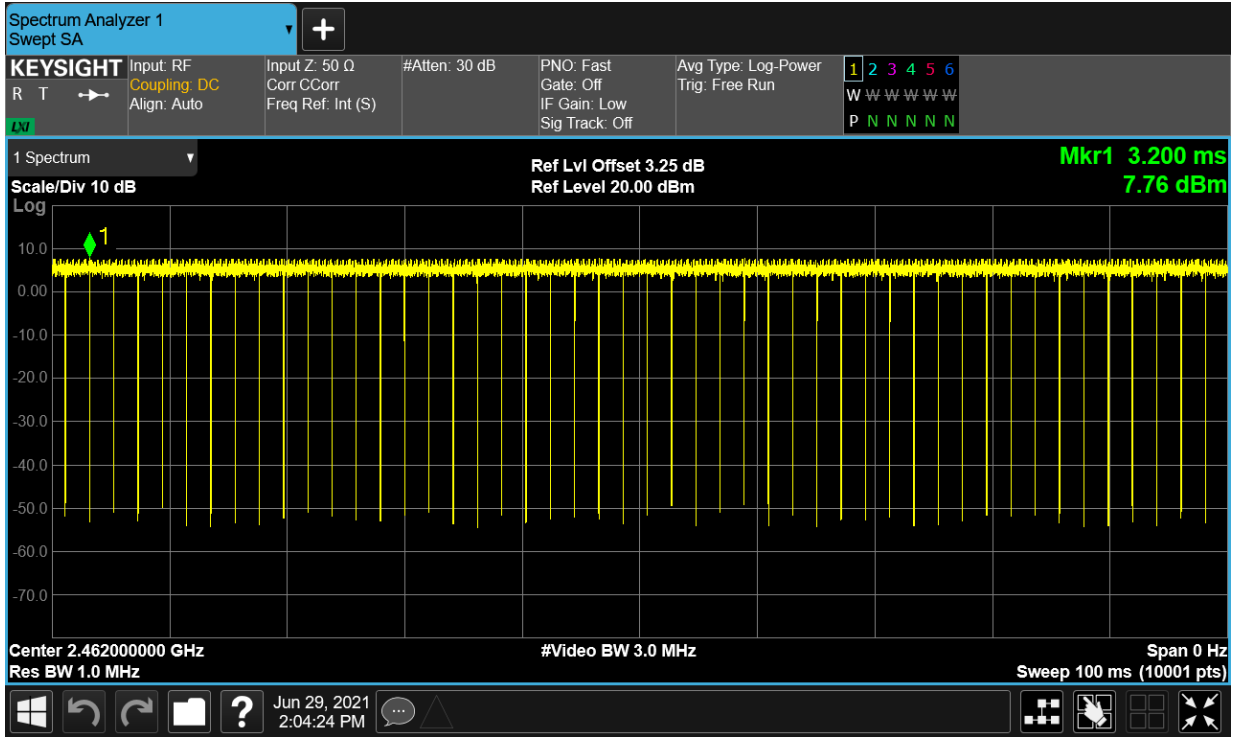 Spectrum Analyzer 1
Swept SA
KEYSIGHT Input: RF Input Z: 50 Ω #Atten: 30 dB PNO: Fast Avg Type: Log-Power 1 2 3 4 5 6
R T Coupling: DC Corr CCorr Gate: Off Trig: Free Run W W W W W W
Align: Auto Freq Ref: Int (S) IF Gain: Low
LXI Sig Track: Off P N N N N N
1 Spectrum Ref Lvl Offset 3.25 dB Mkr1 3.200 ms
Scale/Div 10 dB Ref Level 20.00 dBm 7.76 dBm
Log
1
10.0
0.00
-10.0
-20.0
-30.0
-40.0
-50.0
-60.0
-70.0
Center 2.462000000 GHz #Video BW 3.0 MHz Span 0 Hz
Res BW 1.0 MHz Sweep 100 ms (10001 pts)
? Jun 29, 2021
2:04:24 PM